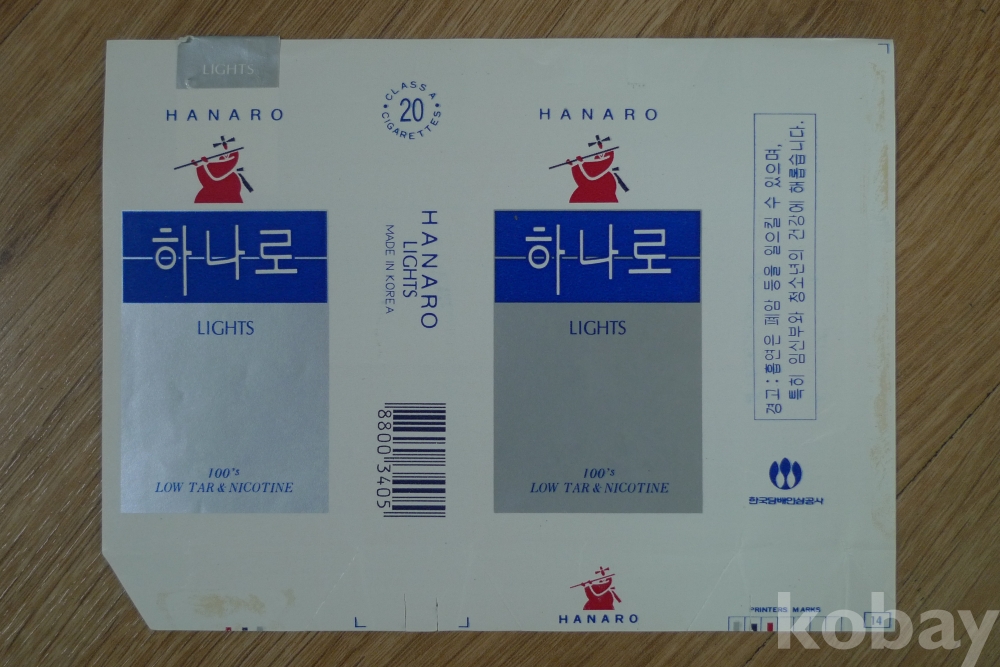 LIGHTS
HANARO
하나로
LIGHTS
100's
LOW TAR & NICOTINE
CLASS A
20
CIGARETTES
HANARO
LIGHTS
MADE IN KOREA
8800 3405
HANARO
하나로
LIGHTS
100's
LOW TAR & NICOTINE
HANARO
경고 : 흡연은 폐암 등을 일으킬 수 있으며,
특히 임신부와 청소년의 건강에 해롭습니다.
한국담배인삼공사
PRINTERS MARKS
14
kobay